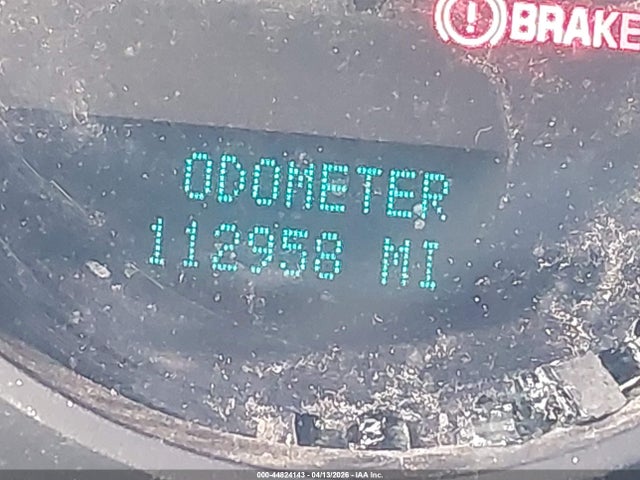 BRAKE
ODOMETER
112958 MI
000-44824143 - 04/13/2026 - IAA Inc.